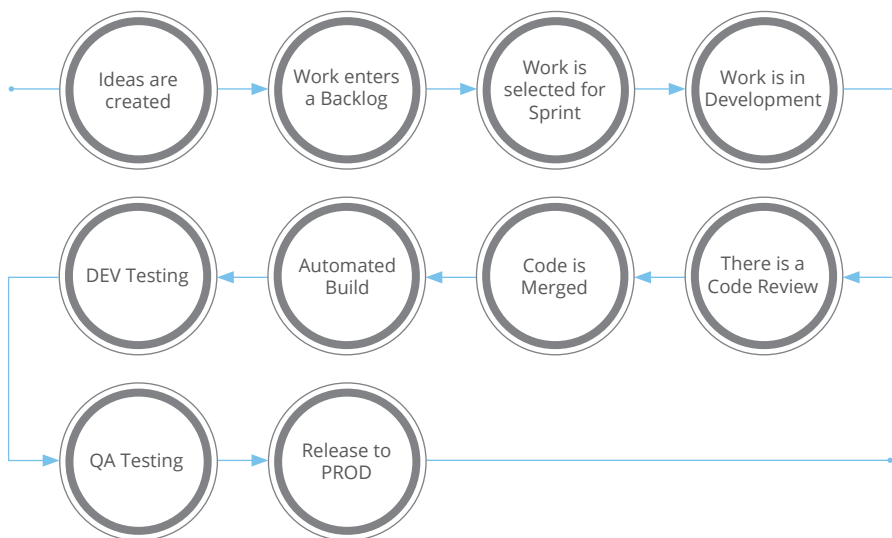 Ideas are
created
Work enters
a Backlog
Work is
selected for
Sprint
Work is in
Development
There is a
Code Review
Code is
Merged
Automated
Build
DEV Testing
QA Testing
Release to
PROD